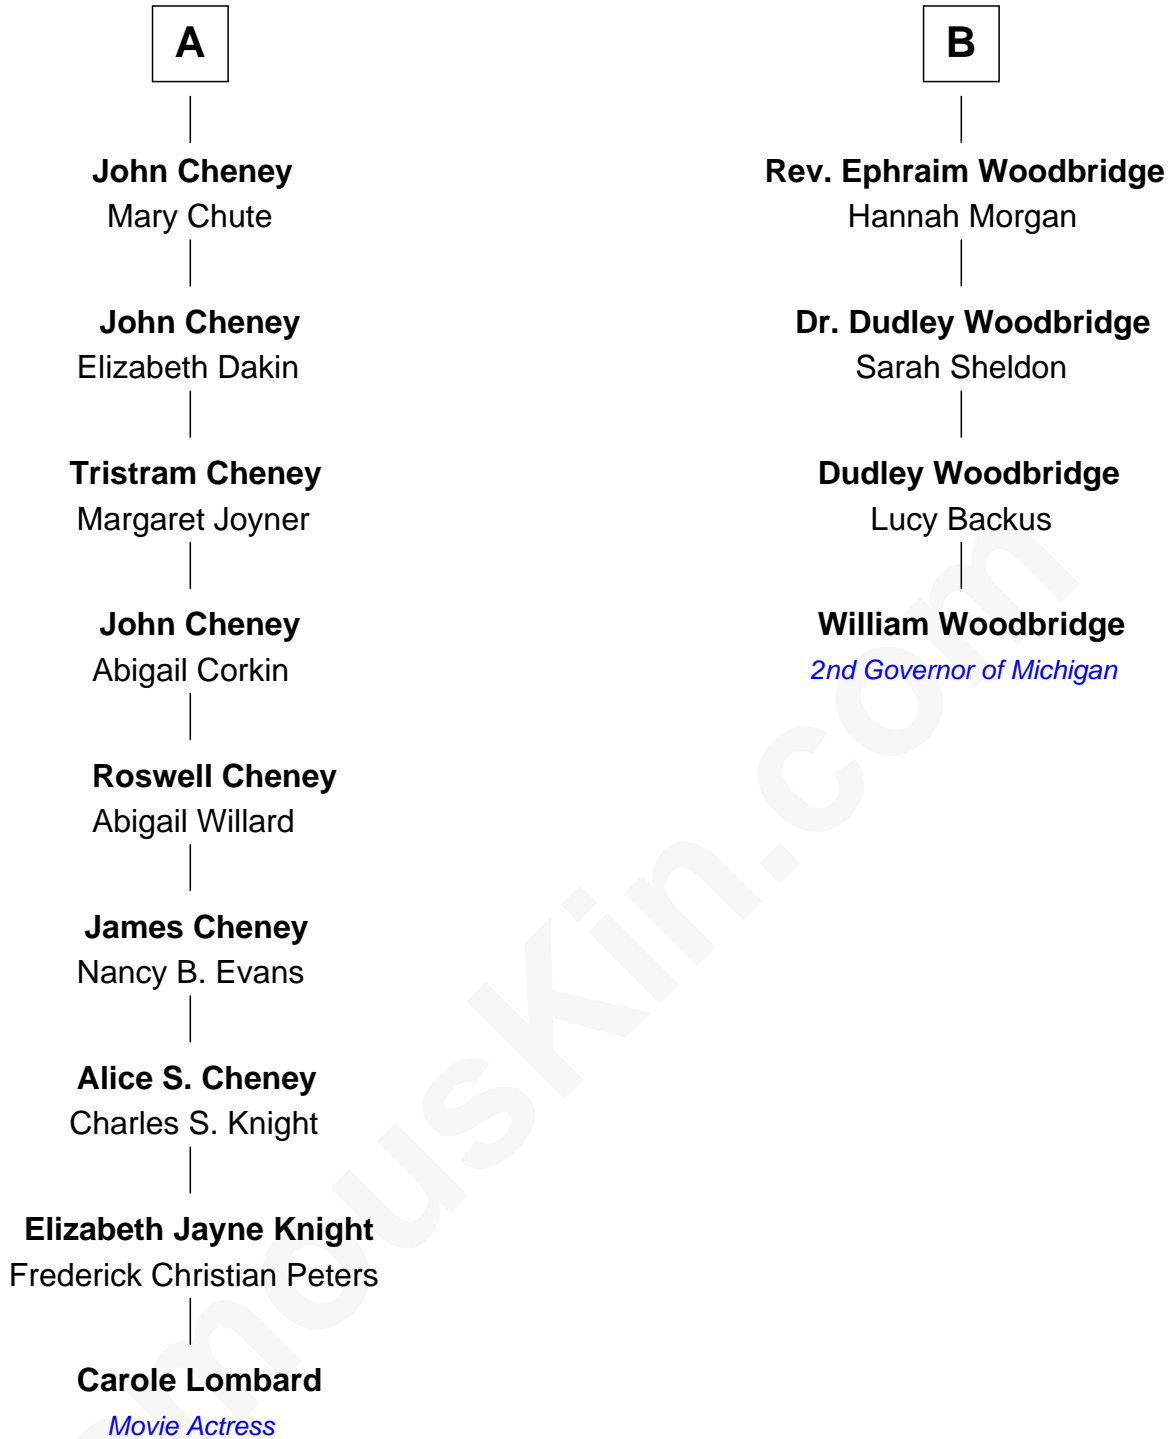 A
John Cheney
Mary Chute
John Cheney
Elizabeth Dakin
Tristram Cheney
Margaret Joyner
John Cheney
Abigail Corkin
Roswell Cheney
Abigail Willard
James Cheney
Nancy B. Evans
Alice S. Cheney
Charles S. Knight
Elizabeth Jayne Knight
Frederick Christian Peters
Carole Lombard
Movie Actress
B
Rev. Ephraim Woodbridge
Hannah Morgan
Dr. Dudley Woodbridge
Sarah Sheldon
Dudley Woodbridge
Lucy Backus
William Woodbridge
2nd Governor of Michigan
mousKin.com